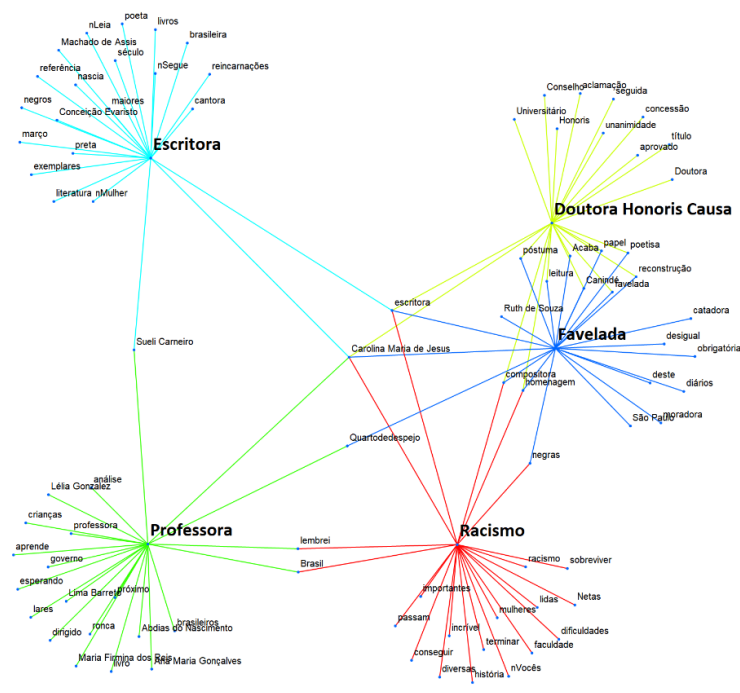 poeta
nLeia
livros
Machado de Assis
brasileira
século
referência
nSegue
reincarnações
nascia
negros
maiores
cantora
Conceição Evaristo
março
Escritora
preta
exemplares
literatura nMulher
Conselho
aclamação
seguida
Universitário
Honoris
concessão
unanimidade
título
aprovado
Doutora
Doutora Honoris Causa
póstuma
Acaba
papel
poetisa
leitura
Canindé
reconstrução
favelada
escritora
Ruth de Souza
catadora
Favelada
desigual
obrigatória
Sueli Carneiro
Carolina Maria de Jesus
compositora
homenagem
deste
diários
São Paulo
moradora
Quartodedespejo
negras
análise
Lélia Gonzalez
crianças
professora
Professora
aprende
governo
esperando
Lima Barreto
próximo
lares
brasileiros
dirigido
ronca
Abdias do Nascimento
Maria Firmina dos Reis
livro
Ana Maria Gonçalves
lembrei
Brasil
Racismo
racismo
sobreviver
importantes
mulheres
lidas
Netas
passam
incrível
terminar
dificuldades
faculdade
conseguir
diversas
história
nVocês